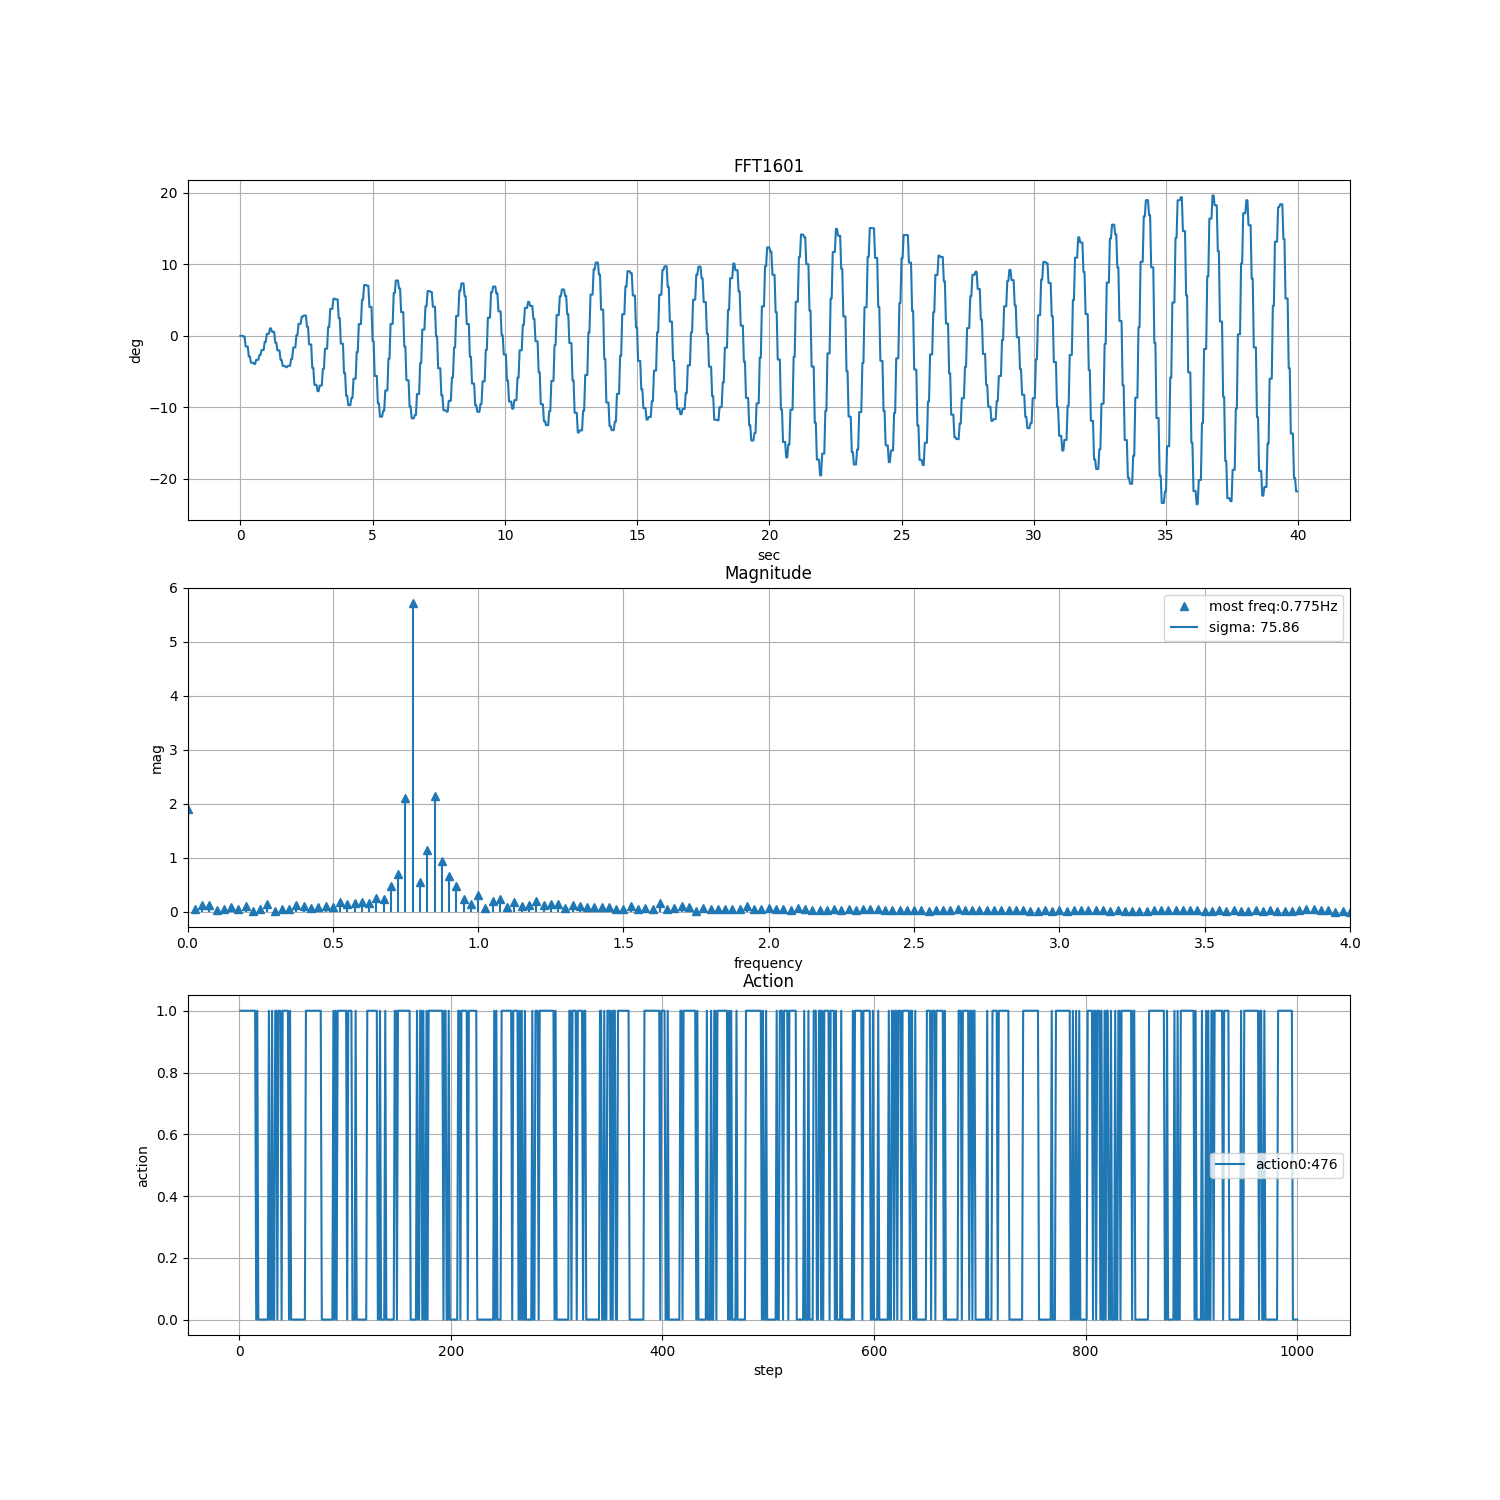 FFT1601
20
10
0
−10
−20
deg
0 5 10 15 20 25 30 35 40
sec
Magnitude
6
5
4
3
2
1
0
mag
most freq:0.775Hz
sigma: 75.86
0.0 0.5 1.0 1.5 2.0 2.5 3.0 3.5 4.0
frequency
Action
1.0
0.8
0.6
0.4
0.2
0.0
action
action0:476
0 200 400 600 800 1000
step